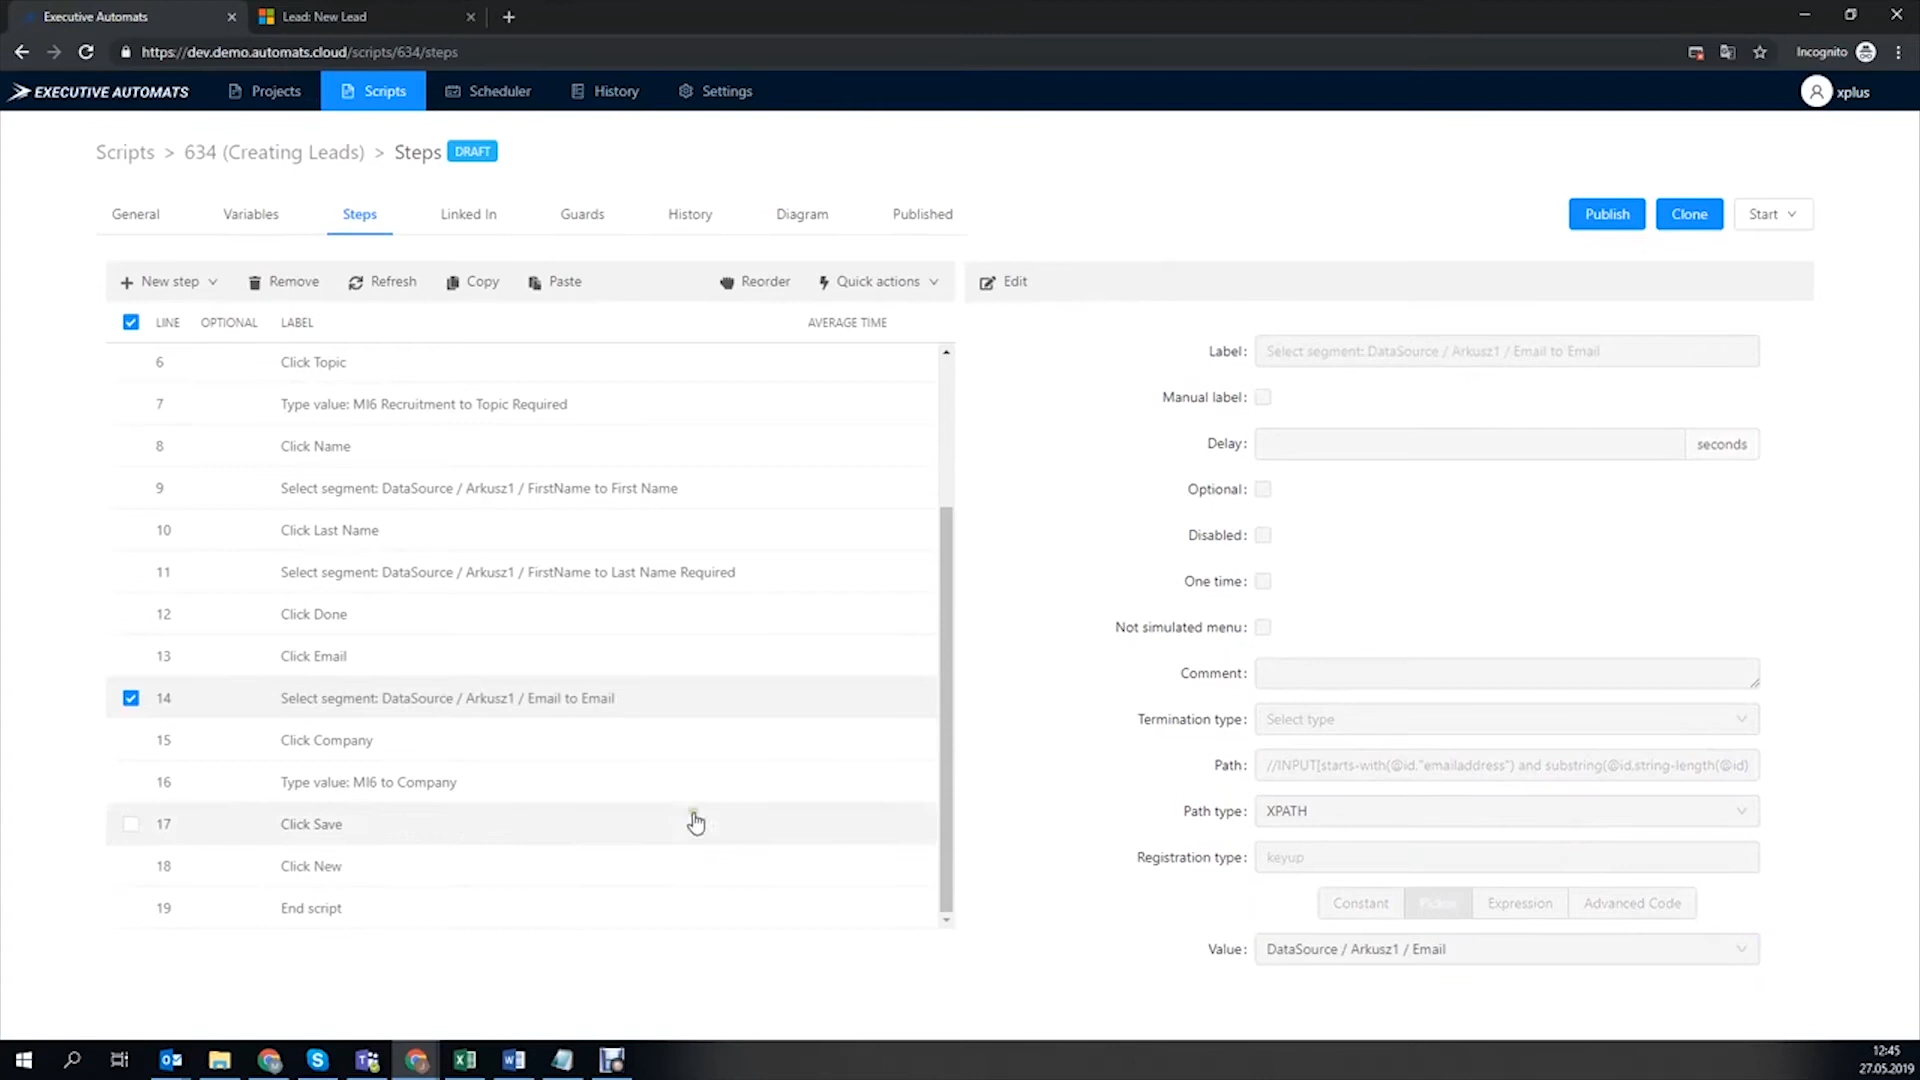 Executive Automats
Lead: New Lead
https://dev.demo.automats.cloud/scripts/634/steps
Incognito
EXECUTIVE AUTOMATS
Projects
Scripts
Scheduler
History
Settings
xplus
Scripts > 634 (Creating Leads) > Steps DRAFT
General
Variables
Steps
Linked In
Guards
History
Diagram
Published
Publish
Clone
Start
New step
Remove
Refresh
Copy
Paste
Reorder
Quick actions
Edit
LINE OPTIONAL LABEL AVERAGE TIME
6 Click Topic
7 Type value: MI6 Recruitment to Topic Required
8 Click Name
9 Select segment: DataSource / Arkusz1 / FirstName to First Name
10 Click Last Name
11 Select segment: DataSource / Arkusz1 / FirstName to Last Name Required
12 Click Done
13 Click Email
14 Select segment: DataSource / Arkusz1 / Email to Email
15 Click Company
16 Type value: MI6 to Company
17 Click Save
18 Click New
19 End script
Label: Select segment: DataSource / Arkusz1 / Email to Email
Manual label:
Delay: seconds
Optional:
Disabled:
One time:
Not simulated menu:
Comment:
Termination type: Select type
Path: //INPUT[starts-with(@id,"emailaddress") and substring(@id,string-length(@id)
Path type: XPATH
Registration type: keyup
Constant
Expression
Advanced Code
Value: DataSource / Arkusz1 / Email
12:45
27.05.2019